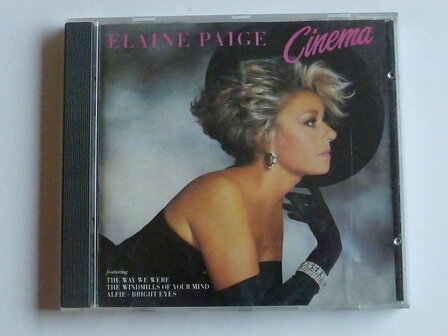 ELAINE PAIGE
Cinema
featuring
THE WAY WE WERE
THE WINDMILLS OF YOUR MIND
ALFIE - BRIGHT EYES